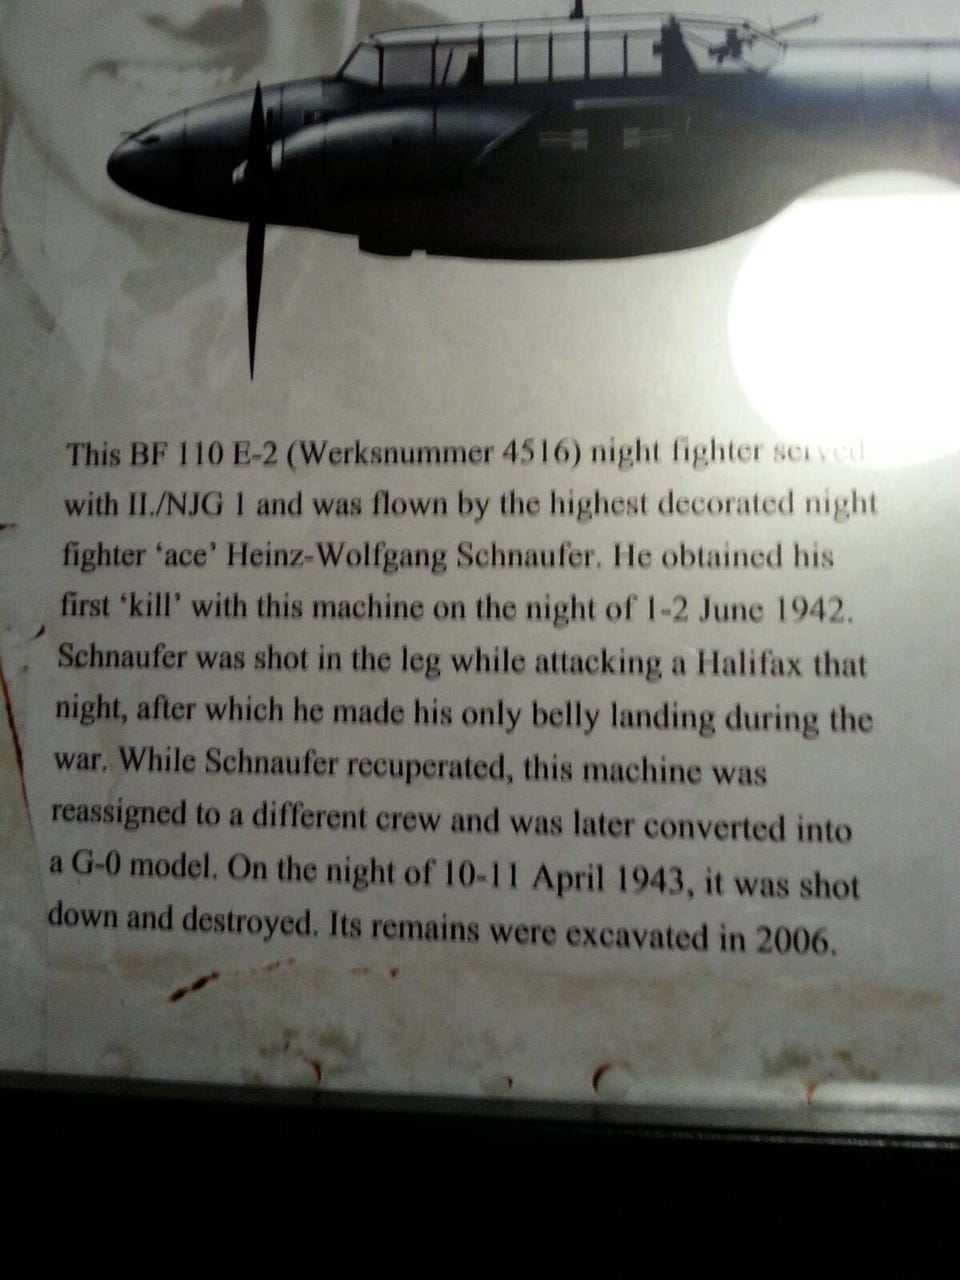 This BF 110 E-2 (Werksnummer 4516) night fighter served
with II./NJG 1 and was flown by the highest decorated night
fighter ‘ace’ Heinz-Wolfgang Schnaufer. He obtained his
first ‘kill’ with this machine on the night of 1-2 June 1942.
Schnaufer was shot in the leg while attacking a Halifax that
night, after which he made his only belly landing during the
war. While Schnaufer recuperated, this machine was
reassigned to a different crew and was later converted into
a G-0 model. On the night of 10-11 April 1943, it was shot
down and destroyed. Its remains were excavated in 2006.